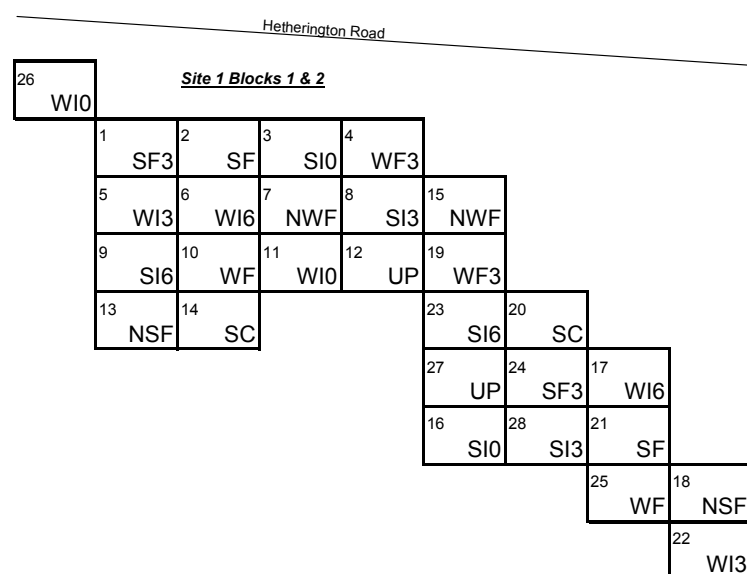 Hetherington Road
Site 1 Blocks 1 & 2
26 WI0
1 SF3 2 SF 3 SI0 4 WF3
5 WI3 6 WI6 7 NWF 8 SI3 15 NWF
9 SI6 10 WF 11 WI0 12 UP 19 WF3
13 NSF 14 SC 23 SI6 20 SC
27 UP 24 SF3 17 WI6
16 SI0 28 SI3 21 SF
25 WF 18 NSF
22 WI3